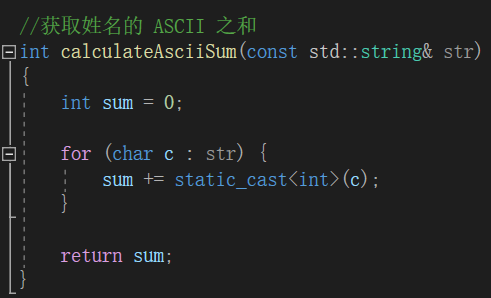 //获取姓名的 ASCII 之和
int calculateAsciiSum(const std::string& str)
{
    int sum = 0;
    for (char c : str) {
        sum += static_cast<int>(c);
    }
    return sum;
}